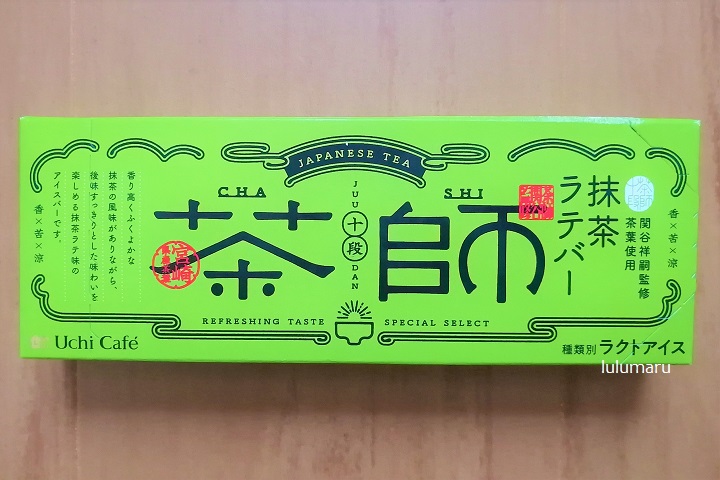 JAPANESE TEA
CHA SHI
茶師
JUU
十段
DAN
抹茶
ラテバー
関谷祥嗣監修
茶葉使用
香×苦×涼
香り高くふくよかな
抹茶の風味がありながら、
後味すっきりとした味わいを
楽しめる抹茶ラテ味の
アイスバーです。
香×苦×涼
宮崎
REFRESHING TASTE
SPECIAL SELECT
Uchi Café
種類別 ラクトアイス
lulumaru